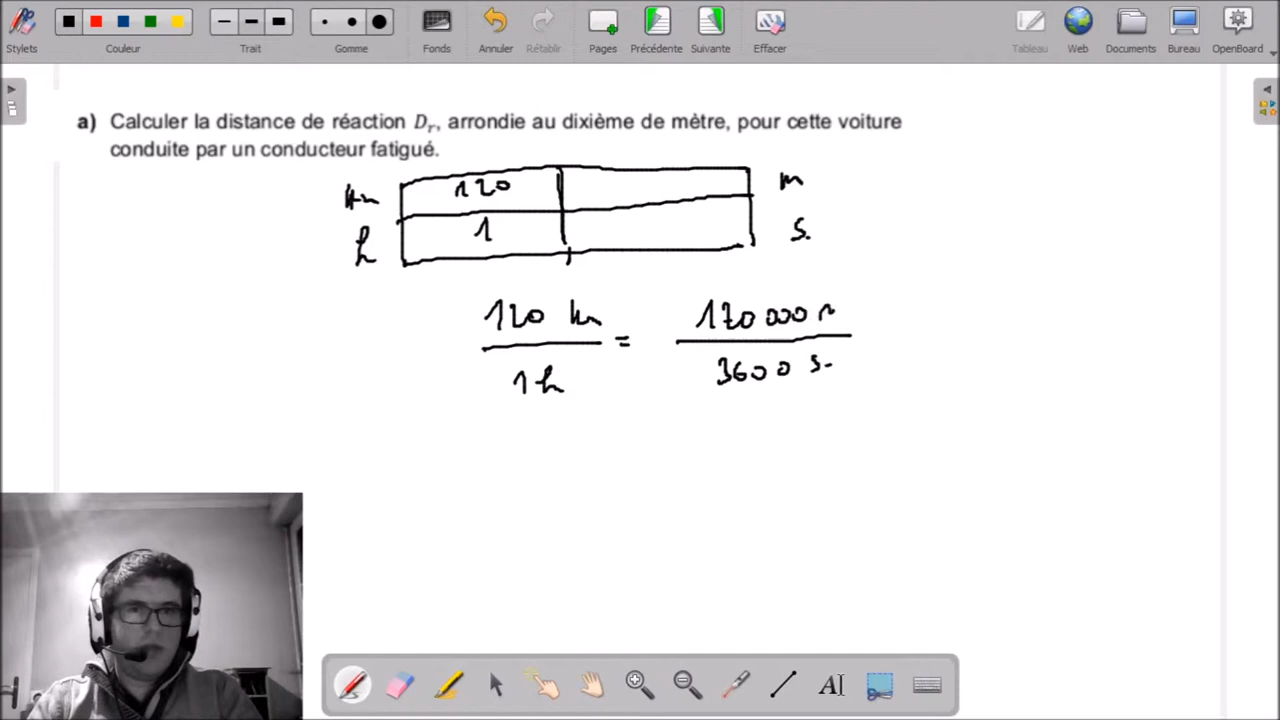 Stylets Couleur Trait Gomme Fonds Annuler Rétablir Pages Précédente Suivante Effacer Tableau Web Documents Bureau OpenBoard
a) Calculer la distance de réaction Dr, arrondie au dixième de mètre, pour cette voiture
conduite par un conducteur fatigué.
km 120 m
h 1 s.
120 km / 1 h = 120 000 m / 3600 s.
AI